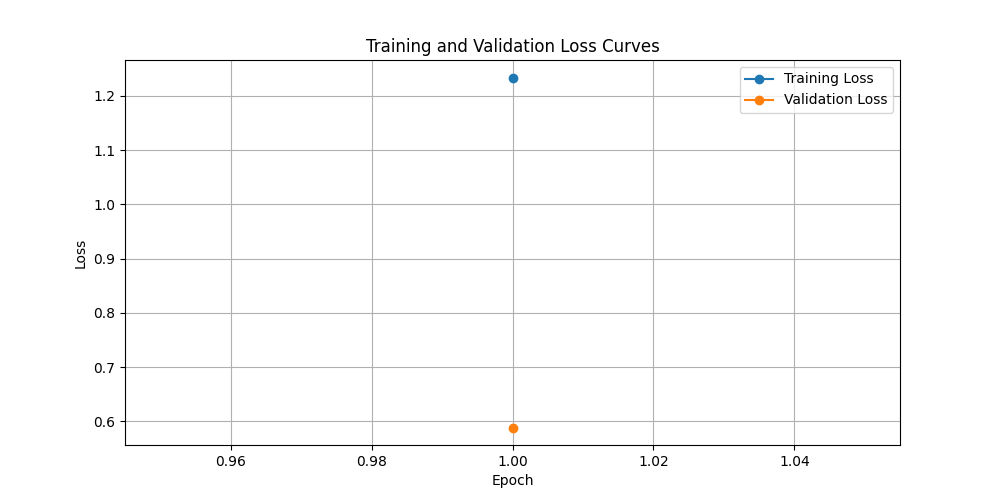 Training and Validation Loss Curves
Training Loss
Validation Loss
Loss
1.2
1.1
1.0
0.9
0.8
0.7
0.6
0.96 0.98 1.00 1.02 1.04
Epoch